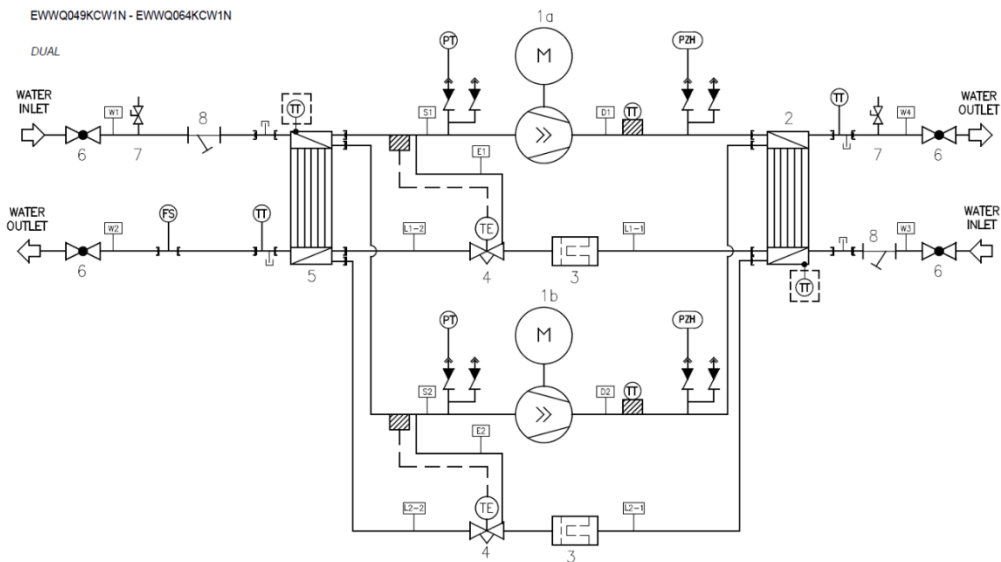 EWWQ049KCW1N - EWWQ064KCW1N
DUAL
1a
PT
M
PZH
WATER
INLET
W1
7
8
TT
S1
D1
TT
2
TT
7
W4
WATER
OUTLET
6
E1
6
WATER
OUTLET
W2
FS
TT
L1-2
TE
L1-1
8
W3
WATER
INLET
6
5
4
3
6
TT
1b
PT
M
PZH
S2
D2
TT
E2
L2-2
TE
L2-1
4
3